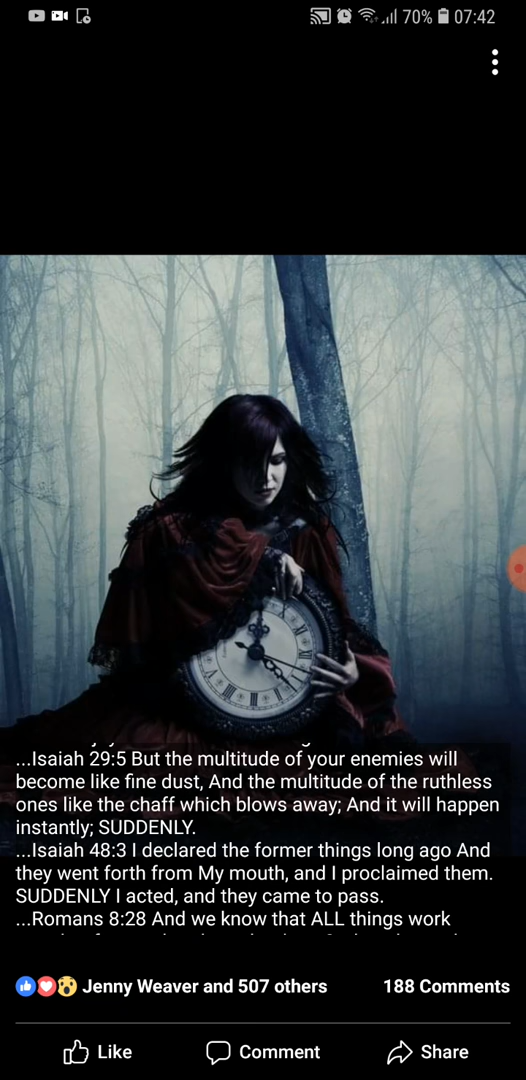 70% 07:42
...Isaiah 29:5 But the multitude of your enemies will
become like fine dust, And the multitude of the ruthless
ones like the chaff which blows away; And it will happen
instantly; SUDDENLY.
...Isaiah 48:3 I declared the former things long ago And
they went forth from My mouth, and I proclaimed them.
SUDDENLY I acted, and they came to pass.
...Romans 8:28 And we know that ALL things work
Jenny Weaver and 507 others 188 Comments
Like Comment Share